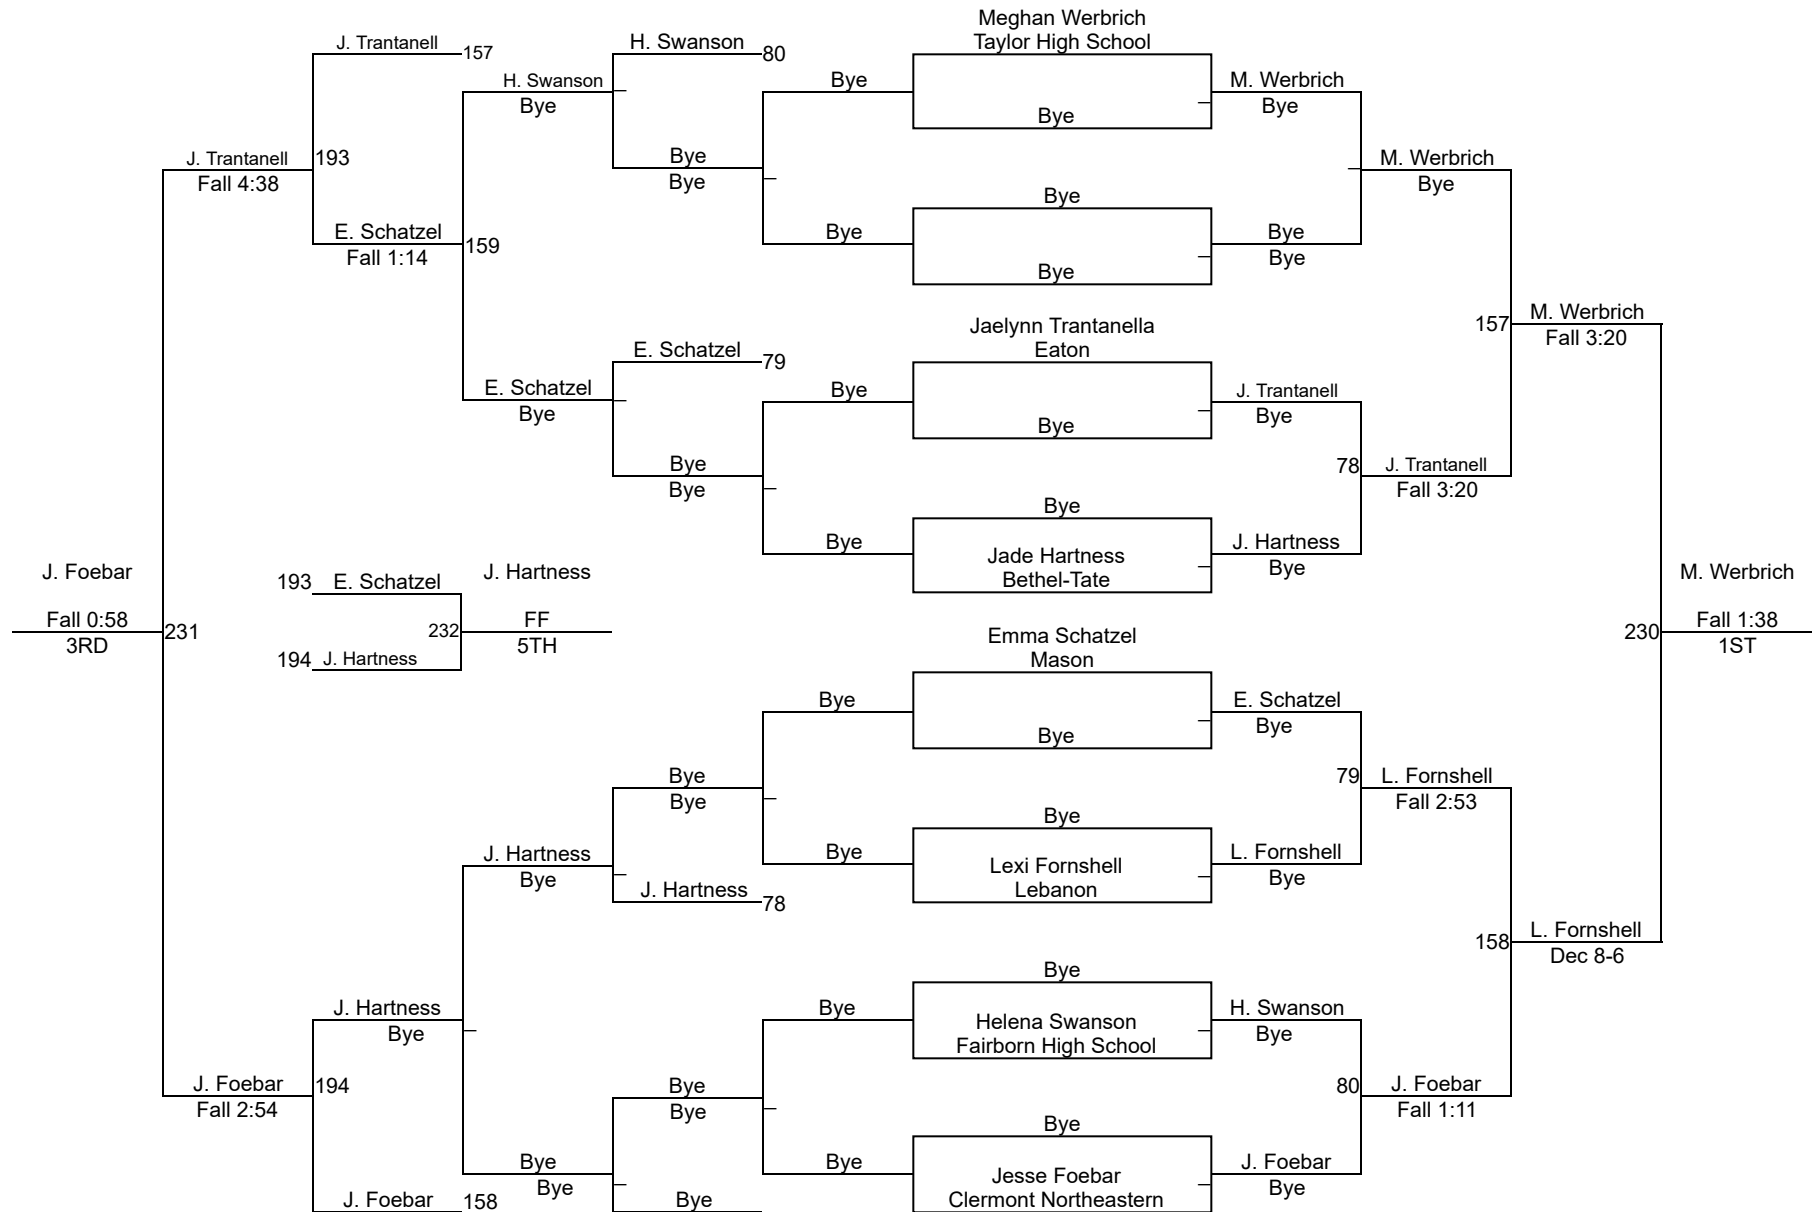 Meghan Werbrich
Taylor High School
J. Trantanell
157
H. Swanson
80
H. Swanson
Bye
Bye
Bye
M. Werbrich
Bye
J. Trantanell
193
Fall 4:38
Bye
Bye
M. Werbrich
Bye
E. Schatzel
159
Fall 1:14
Bye
Bye
Bye
Bye
Bye
Jaelynn Trantanella
Eaton
157
M. Werbrich
Fall 3:20
E. Schatzel
79
E. Schatzel
Bye
Bye
Bye
J. Trantanell
Bye
Bye
Bye
78
J. Trantanell
Fall 3:20
Bye
Bye
Jade Hartness
Bethel-Tate
J. Hartness
Bye
J. Foebar
Fall 0:58
3RD
231
193
E. Schatzel
194
J. Hartness
232
J. Hartness
FF
5TH
230
M. Werbrich
Fall 1:38
1ST
Emma Schatzel
Mason
Bye
Bye
E. Schatzel
Bye
Bye
Bye
79
L. Fornshell
Fall 2:53
J. Hartness
Bye
Bye
Bye
Lexi Fornshell
Lebanon
L. Fornshell
Bye
J. Hartness
78
158
L. Fornshell
Dec 8-6
J. Hartness
Bye
Bye
Bye
Helena Swanson
Fairborn High School
H. Swanson
Bye
J. Foebar
194
Fall 2:54
Bye
Bye
80
J. Foebar
Fall 1:11
Bye
Bye
Bye
Bye
Jesse Foebar
Clermont Northeastern
J. Foebar
Bye
J. Foebar
158
Bye